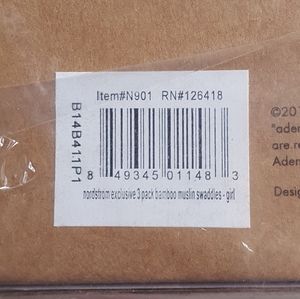 Item#N901 RN#126418
B14B411P1
8 49345 01148 3
nordstrom exclusive 3 pack bamboo muslin swaddles - girl
©201
"aden
are re
Aden
Desig